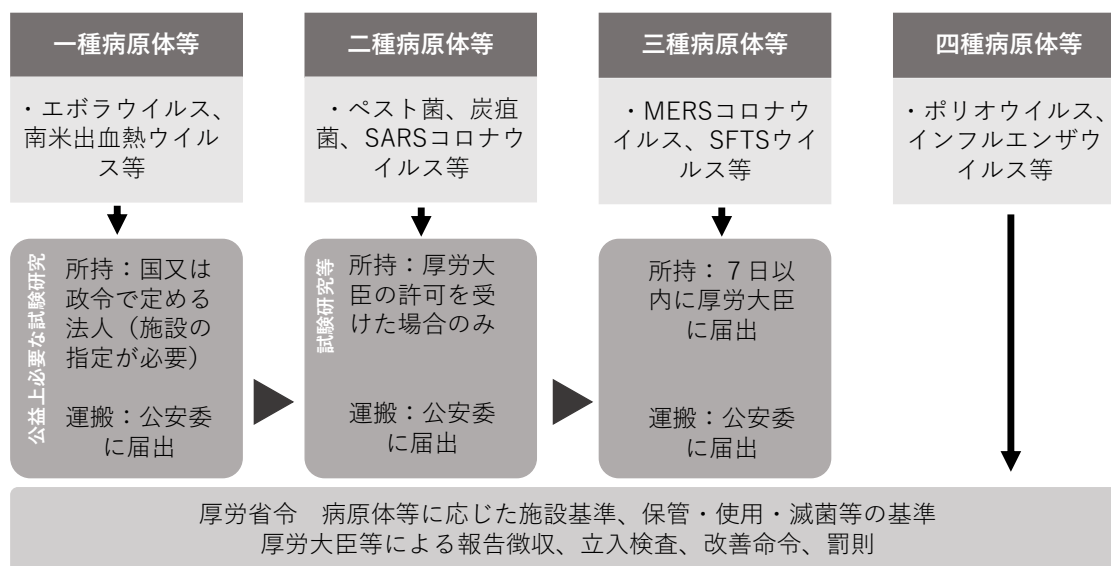 一種病原体等
・エボラウイルス、
南米出血熱ウイル
ス等
公益上必要な試験研究
所持：国又は
政令で定める
法人（施設の
指定が必要）
運搬：公安委
に届出
二種病原体等
・ペスト菌、炭疽
菌、SARSコロナウ
イルス等
試験研究等
所持：厚労大
臣の許可を受
けた場合のみ
運搬：公安委
に届出
三種病原体等
・MERSコロナウ
イルス、SFTSウイ
ルス等
所持：７日以
内に厚労大臣
に届出
運搬：公安委
に届出
四種病原体等
・ポリオウイルス、
インフルエンザウ
イルス等
厚労省令　病原体等に応じた施設基準、保管・使用・滅菌等の基準
厚労大臣等による報告徴収、立入検査、改善命令、罰則